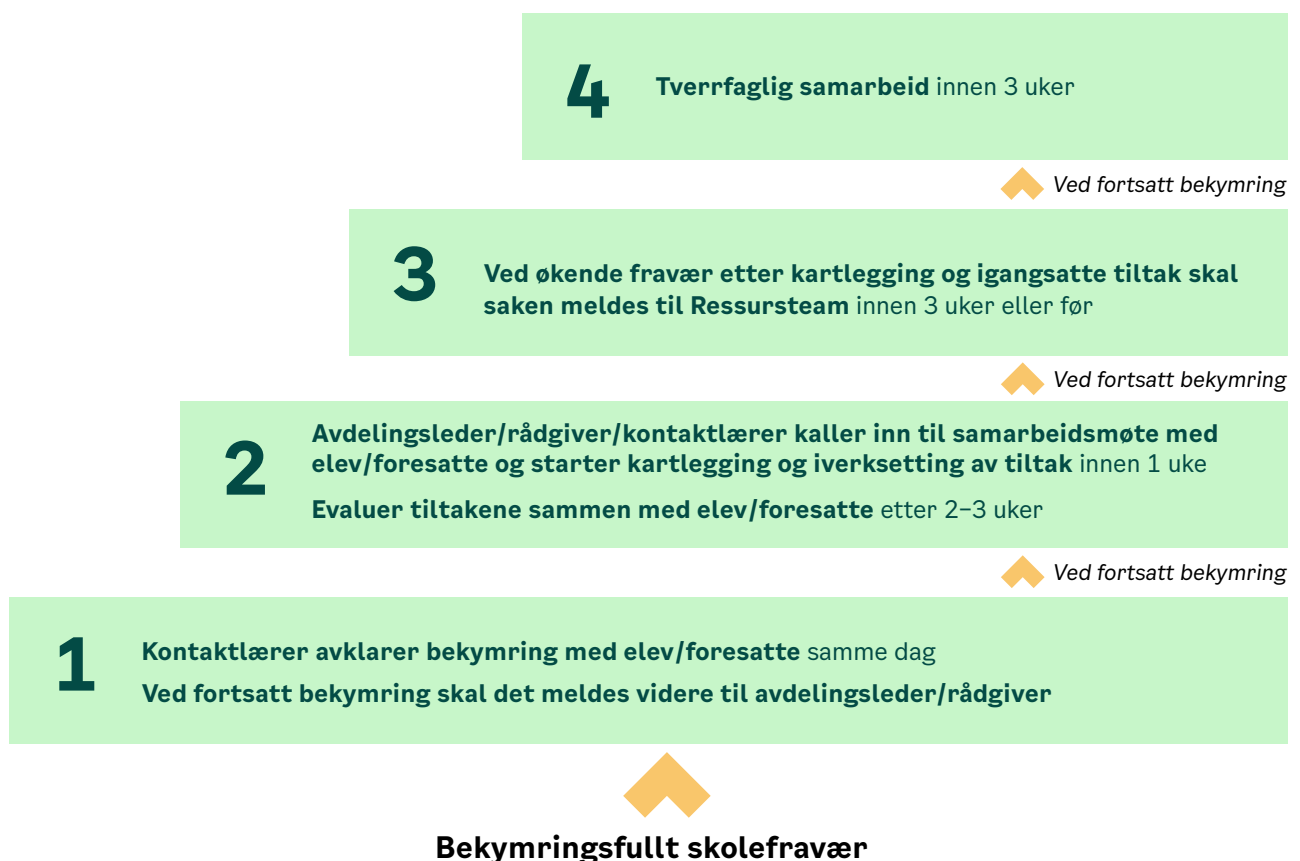 4
Tverrfaglig samarbeid innen 3 uker
Ved fortsatt bekymring
3
Ved økende fravær etter kartlegging og igangsatte tiltak skal
saken meldes til Ressursteam innen 3 uker eller før
Ved fortsatt bekymring
2
Avdelingsleder/rådgiver/kontaktlærer kaller inn til samarbeidsmøte med
elev/foresatte og starter kartlegging og iverksetting av tiltak innen 1 uke
Evaluer tiltakene sammen med elev/foresatte etter 2–3 uker
Ved fortsatt bekymring
1
Kontaktlærer avklarer bekymring med elev/foresatte samme dag
Ved fortsatt bekymring skal det meldes videre til avdelingsleder/rådgiver
Bekymringsfullt skolefravær